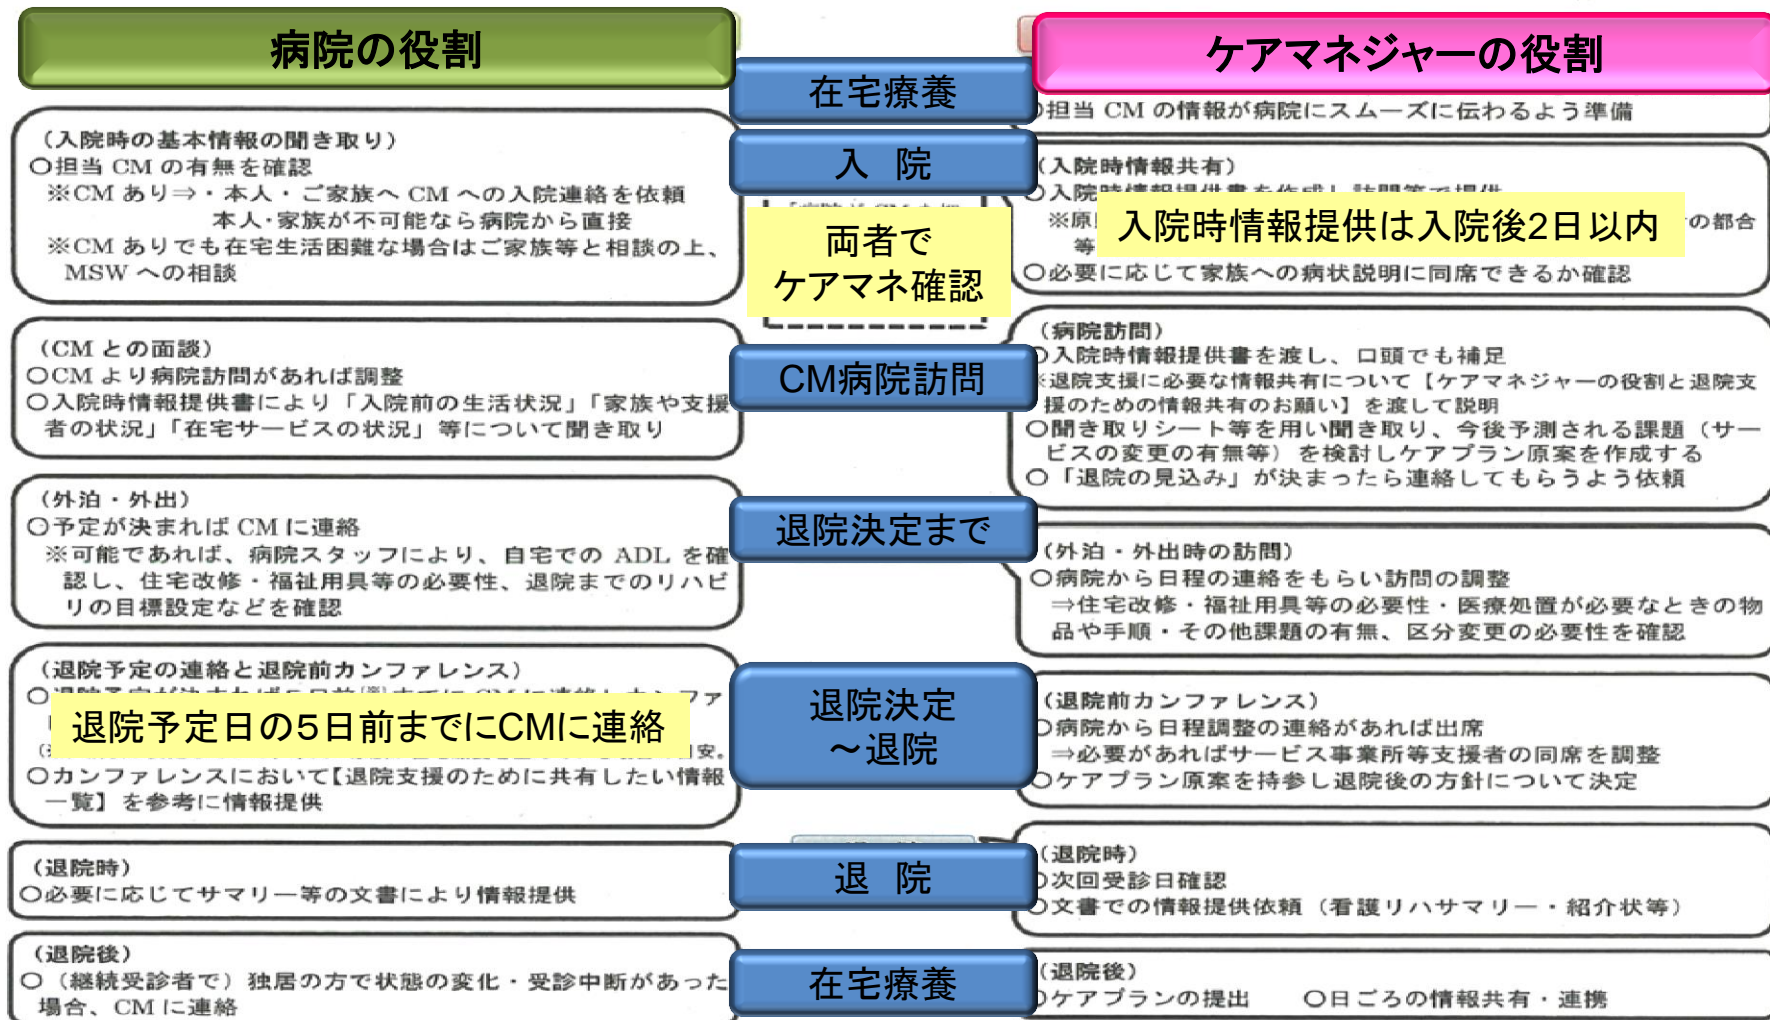 病院の役割
ケアマネジャーの役割
在宅療養
○担当 CM の情報が病院にスムーズに伝わるよう準備
入 院
(入院時の基本情報の聞き取り)
○担当 CM の有無を確認
※CM あり⇒・本人・ご家族へ CM への入院連絡を依頼
本人・家族が不可能なら病院から直接
※CM ありでも在宅生活困難な場合はご家族等と相談の上、
MSW への相談
両者で
ケアマネ確認
(入院時情報共有)
○入院時情報提供書を作成し訪問等で提供
※原
の都合
等
入院時情報提供は入院後2日以内
○必要に応じて家族への病状説明に同席できるか確認
CM病院訪問
(CM との面談)
○CM より病院訪問があれば調整
○入院時情報提供書により「入院前の生活状況」「家族や支援
者の状況」「在宅サービスの状況」等について聞き取り
(病院訪問)
○入院時情報提供書を渡し、口頭でも補足
※退院支援に必要な情報共有について【ケアマネジャーの役割と退院支
援のための情報共有のお願い】を渡して説明
○聞き取りシート等を用い聞き取り、今後予測される課題(サー
ビスの変更の有無等)を検討しケアプラン原案を作成する
○「退院の見込み」が決まったら連絡してもらうよう依頼
退院決定まで
(外泊・外出)
○予定が決まれば CM に連絡
※可能であれば、病院スタッフにより、自宅での ADL を確
認し、住宅改修・福祉用具等の必要性、退院までのリハビ
リの目標設定などを確認
(外泊・外出時の訪問)
○病院から日程の連絡をもらい訪問の調整
⇒住宅改修・福祉用具等の必要性・医療処置が必要なときの物
品や手順・その他課題の有無、区分変更の必要性を確認
退院決定
～退院
(退院予定の連絡と退院前カンファレンス)
退院予定日の5日前までにCMに連絡
安。
○カンファレンスにおいて【退院支援のために共有したい情報
一覧】を参考に情報提供
(退院前カンファレンス)
○病院から日程調整の連絡があれば出席
⇒必要があればサービス事業所等支援者の同席を調整
○ケアプラン原案を持参し退院後の方針について決定
退 院
(退院時)
○必要に応じてサマリー等の文書により情報提供
(退院時)
○次回受診日確認
○文書での情報提供依頼(看護リハサマリー・紹介状等)
在宅療養
(退院後)
○(継続受診者で)独居の方で状態の変化・受診中断があった
場合、CM に連絡
(退院後)
○ケアプランの提出　○日ごろの情報共有・連携